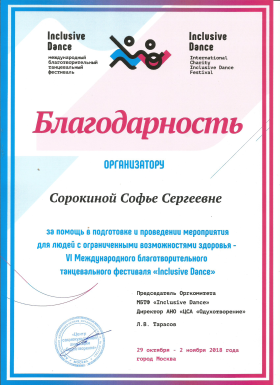 Inclusive
Dance
международный
благотворительный
танцевальный
фестиваль
Inclusive
Dance
International
Charity
Inclusive Dance
Festival
Благодарность
ОРГАНИЗАТОРУ
Сорокиной Софье Сергеевне
за помощь в подготовке и проведении мероприятия
для людей с ограниченными возможностями здоровья -
VI Международного благотворительного
танцевального фестиваля «Inclusive Dance»
Председатель Оргкомитета
МБТФ «Inclusive Dance»
Директор АНО «ЦСА «Одухотворение»
Л.В. Тарасов
29 октября - 2 ноября 2018 года
город Москва